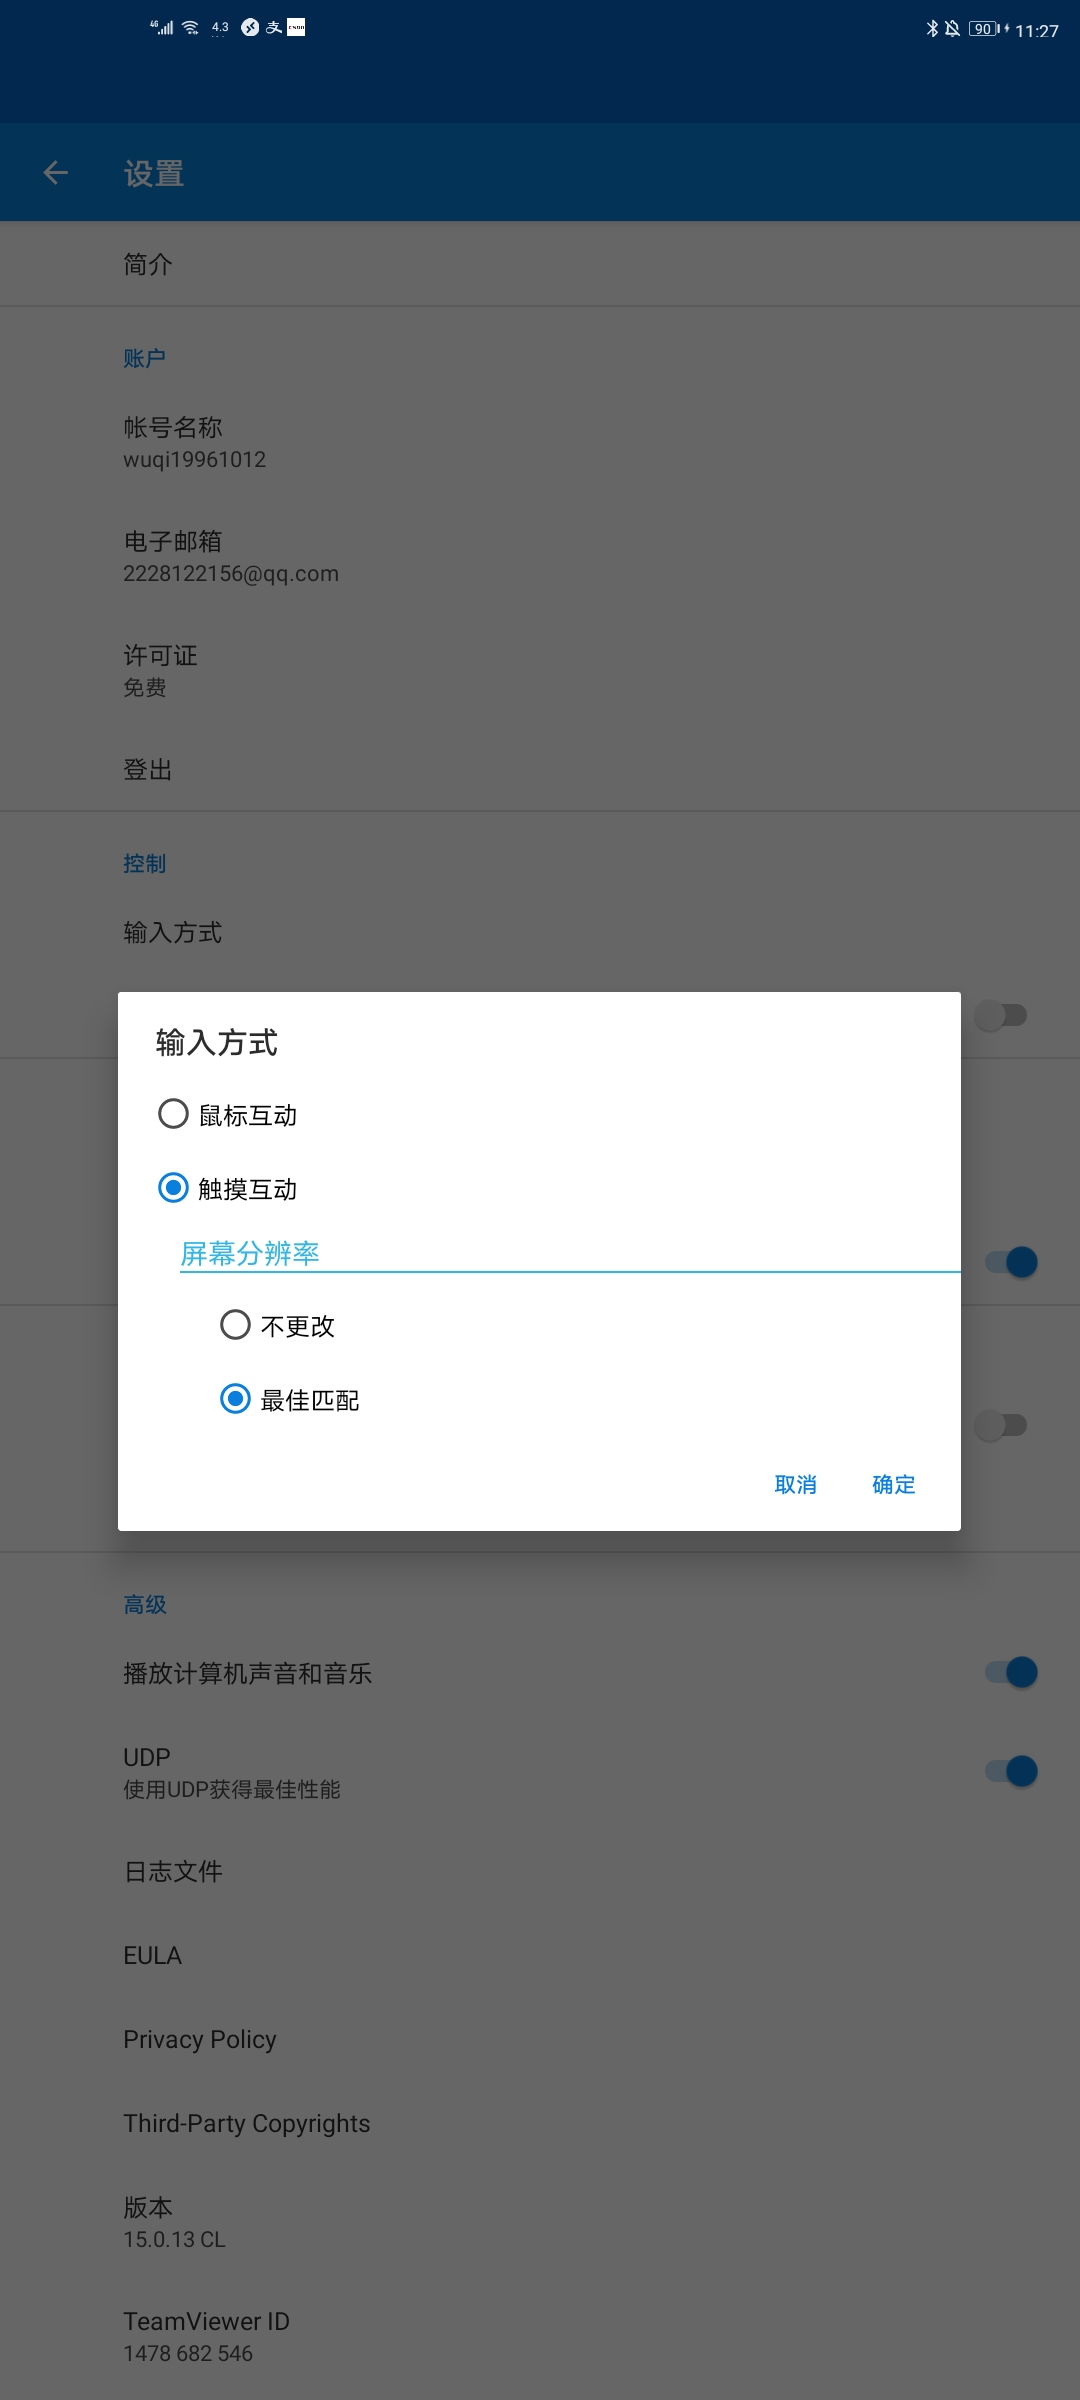 4G 4.3 支 90 11:27
设置
简介
账户
帐号名称
wuqi19961012
电子邮箱
2228122156@qq.com
许可证
免费
登出
控制
输入方式
输入方式
鼠标互动
触摸互动
屏幕分辨率
不更改
最佳匹配
取消 确定
高级
播放计算机声音和音乐
UDP
使用UDP获得最佳性能
日志文件
EULA
Privacy Policy
Third-Party Copyrights
版本
15.0.13 CL
TeamViewer ID
1478 682 546